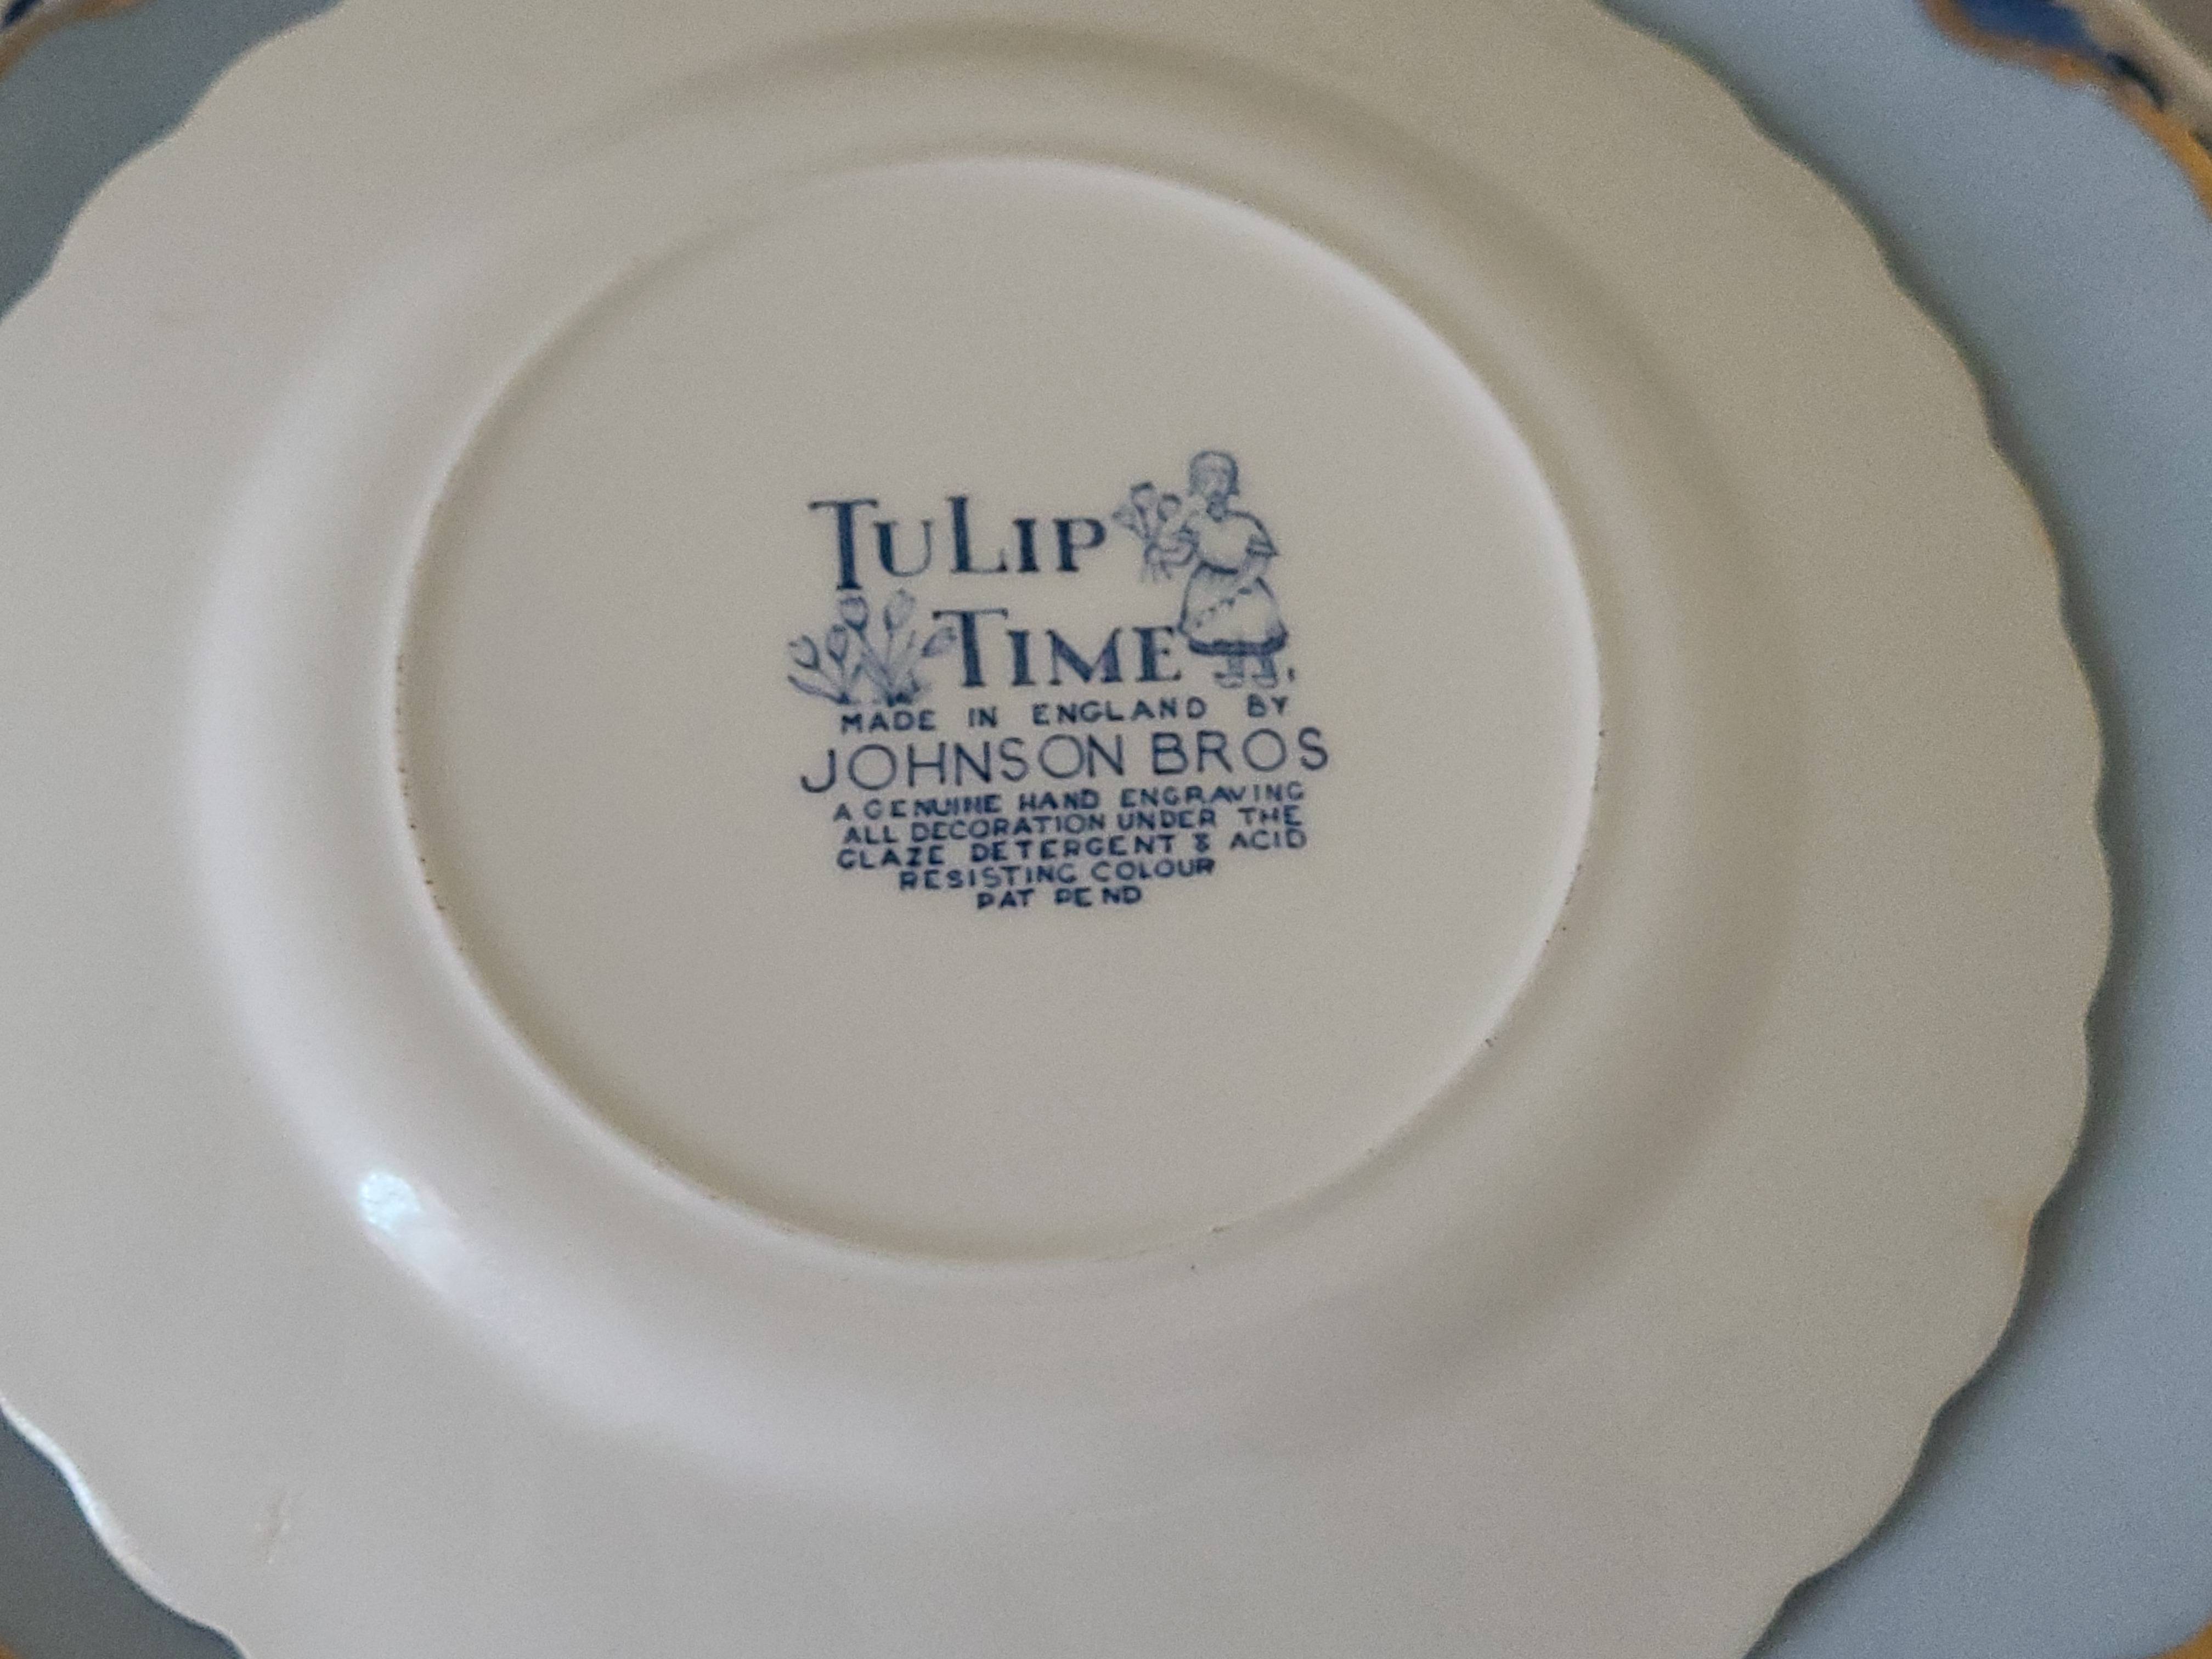 TULIP
TIME
MADE IN ENGLAND BY
JOHNSON BROS
A GENUINE HAND ENGRAVING
ALL DECORATION UNDER THE
GLAZE DETERGENT & ACID
RESISTING COLOUR
PAT PEND